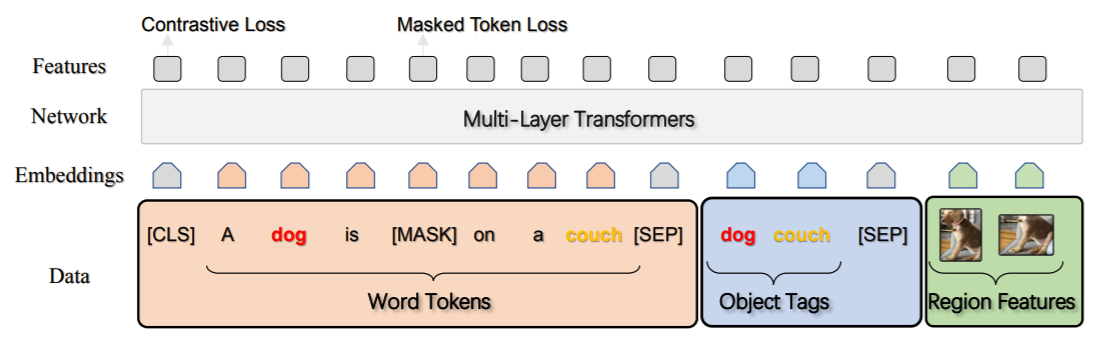 Contrastive Loss Masked Token Loss
Features
Network Multi-Layer Transformers
Embeddings
Data [CLS] A dog is [MASK] on a couch [SEP] dog couch [SEP]
Word Tokens Object Tags Region Features